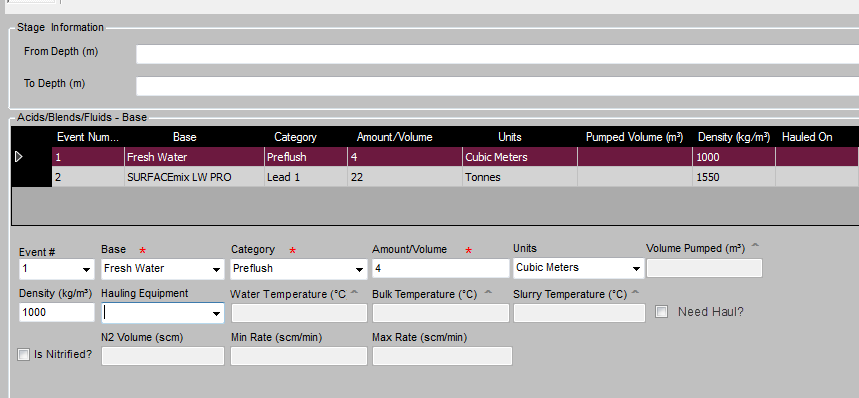 Stage Information
From Depth (m)
To Depth (m)
Acids/Blends/Fluids - Base
Event Num... Base Category Amount/Volume Units Pumped Volume (m³) Density (kg/m³) Hauled On
1 Fresh Water Preflush 4 Cubic Meters 1000
2 SURFACEmix LW PRO Lead 1 22 Tonnes 1550
Event # Base * Category * Amount/Volume * Units Volume Pumped (m³)
1 Fresh Water Preflush 4 Cubic Meters
Density (kg/m³) Hauling Equipment Water Temperature (°C Bulk Temperature (°C) Slurry Temperature (°C)
1000 Need Haul?
N2 Volume (scm) Min Rate (scm/min) Max Rate (scm/min)
Is Nitrified?